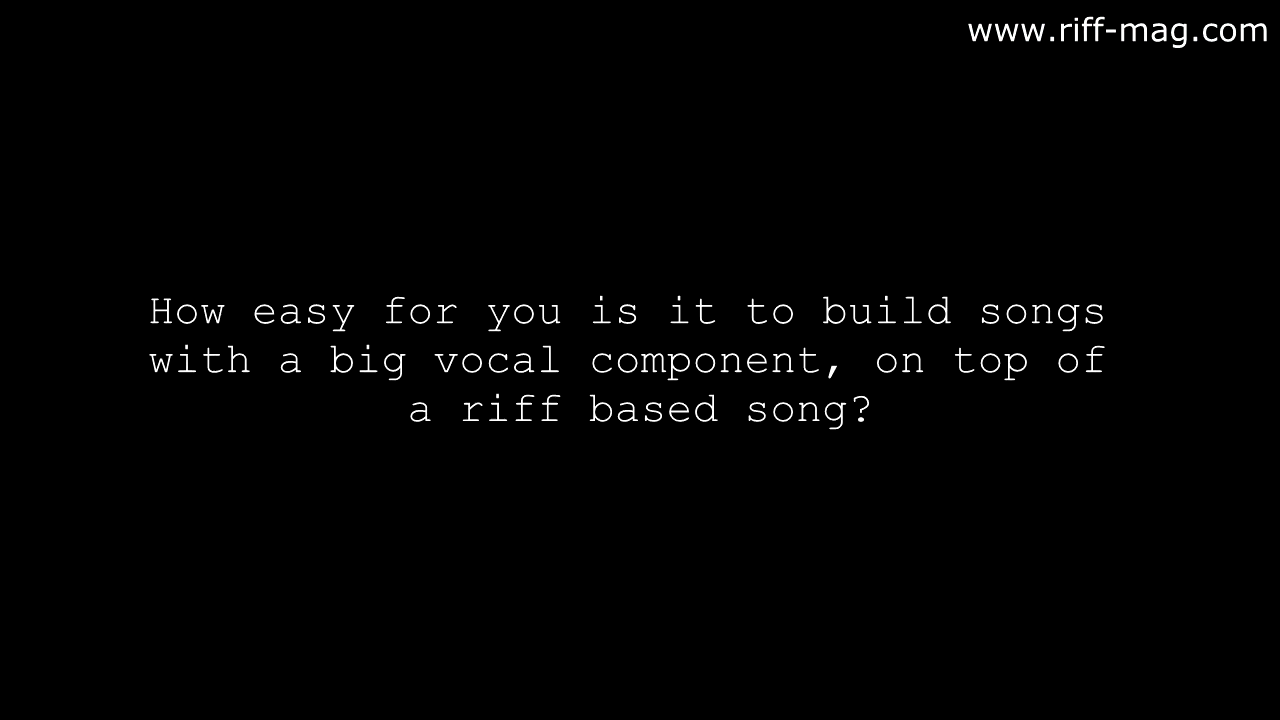 www.riff-mag.com
How easy for you is it to build songs
with a big vocal component, on top of
a riff based song?